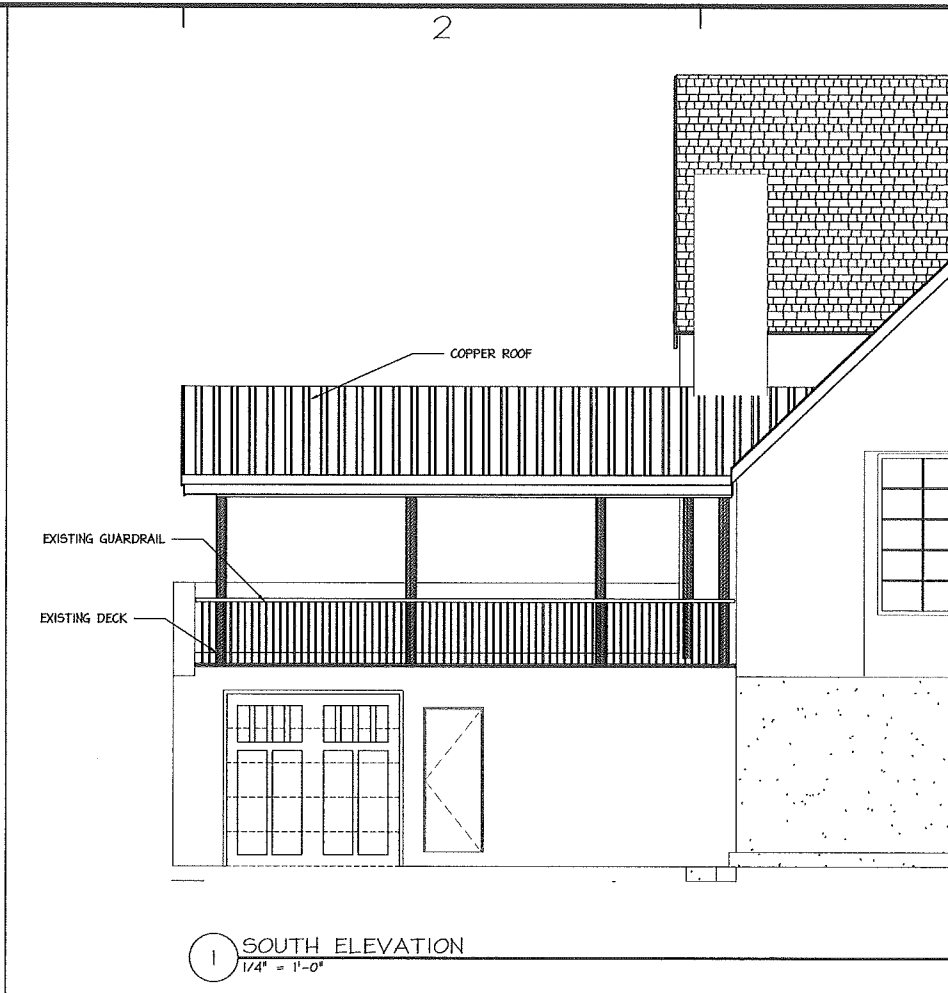 2
COPPER ROOF
EXISTING GUARDRAIL
EXISTING DECK
1
SOUTH ELEVATION
1/4" = 1'-0"